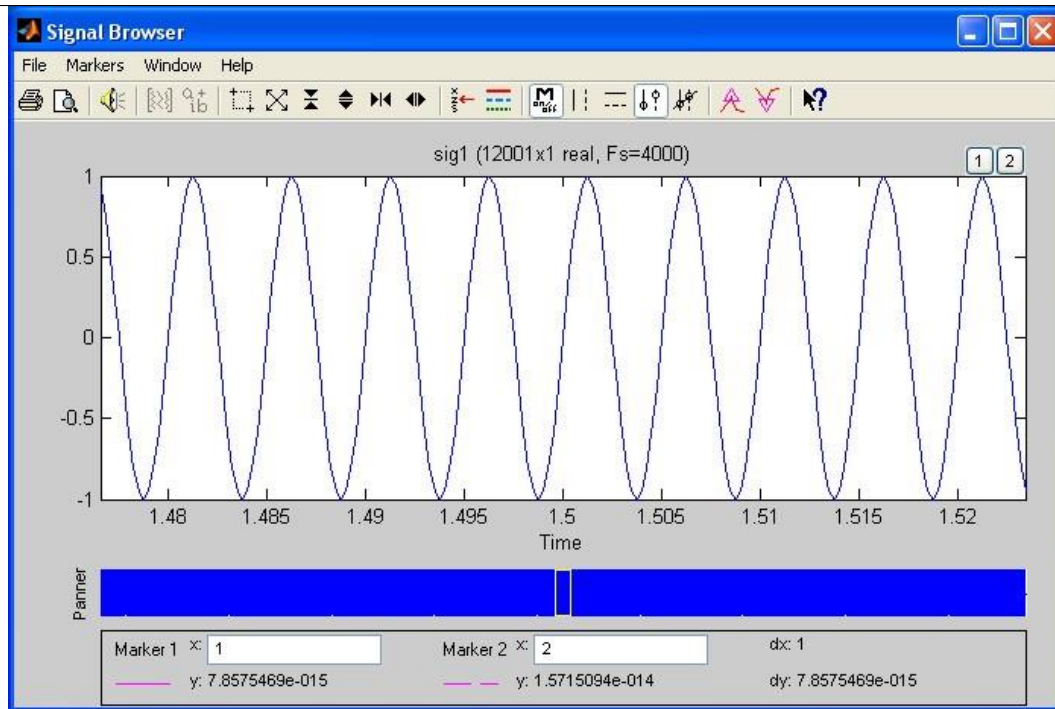 Signal Browser
File Markers Window Help
sig1 (12001x1 real, Fs=4000)
1 2
1
0.5
0
-0.5
-1
1.48 1.485 1.49 1.495 1.5 1.505 1.51 1.515 1.52
Time
Panner
Marker 1 x: 1 Marker 2 x: 2 dx: 1
y: 7.8575469e-015 y: 1.5715094e-014 dy: 7.8575469e-015